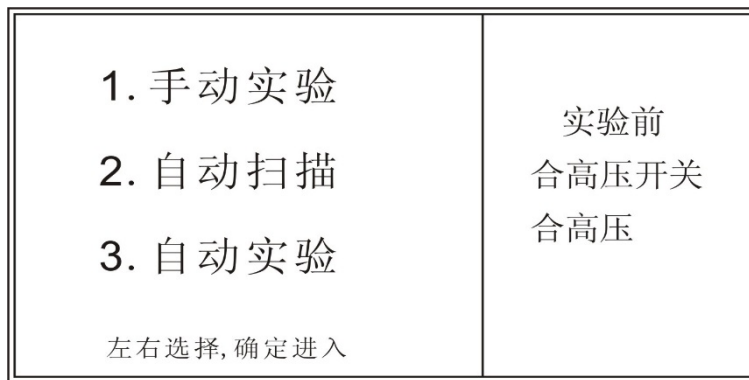 1. 手动实验
2. 自动扫描
3. 自动实验
左右选择,确定进入
实验前
合高压开关
合高压